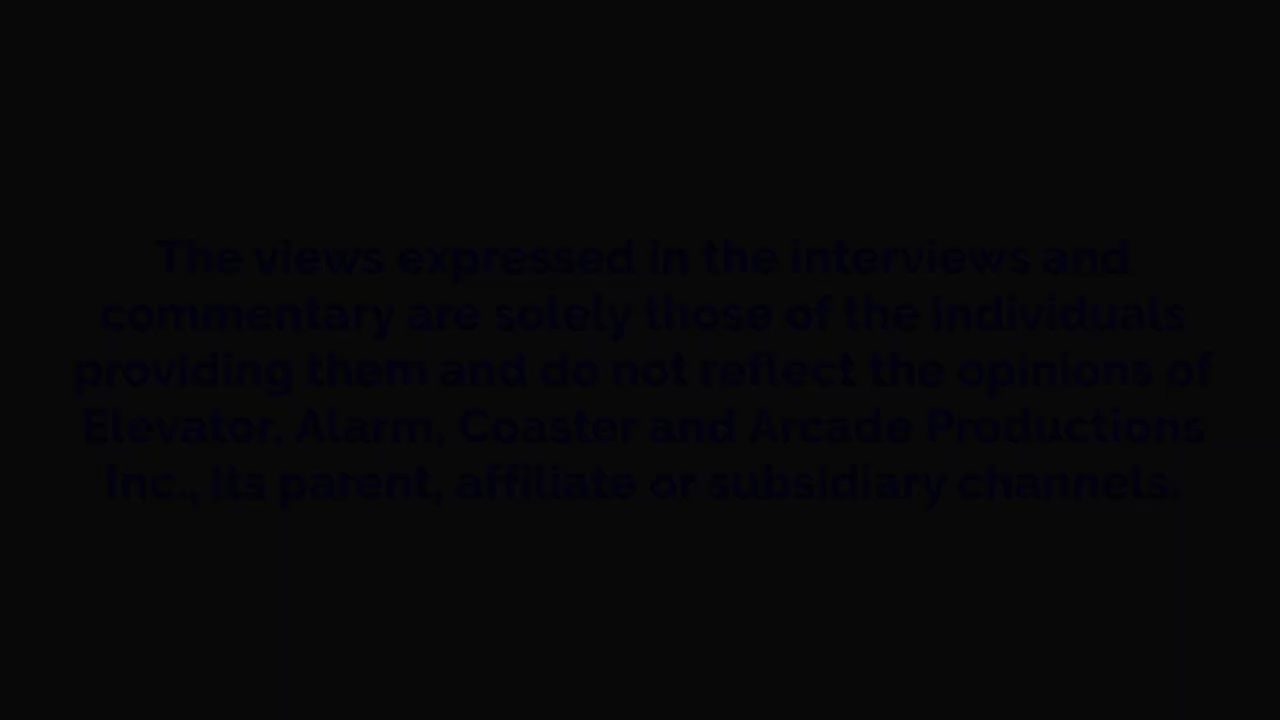 The views expressed in the interviews and
commentary are solely those of the individuals
providing them and do not reflect the opinions of
Elevator, Alarm, Coaster and Arcade Productions
Inc., its parent, affiliate or subsidiary channels.